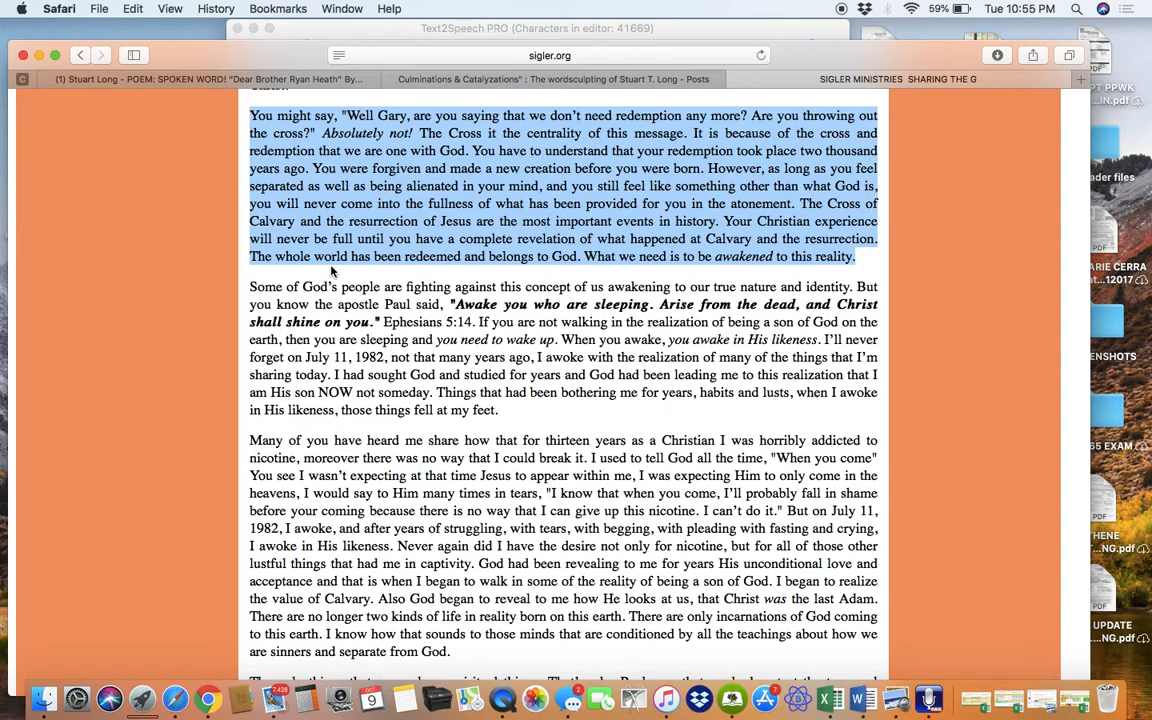 Safari File Edit View History Bookmarks Window Help 59% Tue 10:55 PM
Text2Speech PRO (Characters in editor: 41669)
sigler.org
C (1) Stuart Long - POEM: SPOKEN WORD! “Dear Brother Ryan Heath” By... Culminations & Catalyzations" : The wordsculpting of Stuart T. Long - Posts SIGLER MINISTRIES SHARING THE G
You might say, "Well Gary, are you saying that we don’t need redemption any more? Are you throwing out
the cross?" Absolutely not! The Cross it the centrality of this message. It is because of the cross and
redemption that we are one with God. You have to understand that your redemption took place two thousand
years ago. You were forgiven and made a new creation before you were born. However, as long as you feel
separated as well as being alienated in your mind, and you still feel like something other than what God is,
you will never come into the fullness of what has been provided for you in the atonement. The Cross of
Calvary and the resurrection of Jesus are the most important events in history. Your Christian experience
will never be full until you have a complete revelation of what happened at Calvary and the resurrection.
The whole world has been redeemed and belongs to God. What we need is to be awakened to this reality.
Some of God’s people are fighting against this concept of us awakening to our true nature and identity. But
you know the apostle Paul said, "Awake you who are sleeping. Arise from the dead, and Christ
shall shine on you." Ephesians 5:14. If you are not walking in the realization of being a son of God on the
earth, then you are sleeping and you need to wake up. When you awake, you awake in His likeness. I’ll never
forget on July 11, 1982, not that many years ago, I awoke with the realization of many of the things that I’m
sharing today. I had sought God and studied for years and God had been leading me to this realization that I
am His son NOW not someday. Things that had been bothering me for years, habits and lusts, when I awoke
in His likeness, those things fell at my feet.
Many of you have heard me share how that for thirteen years as a Christian I was horribly addicted to
nicotine, moreover there was no way that I could break it. I used to tell God all the time, "When you come"
You see I wasn’t expecting at that time Jesus to appear within me, I was expecting Him to only come in the
heavens, I would say to Him many times in tears, "I know that when you come, I’ll probably fall in shame
before your coming because there is no way that I can give up this nicotine. I can’t do it." But on July 11,
1982, I awoke, and after years of struggling, with tears, with begging, with pleading with fasting and crying,
I awoke in His likeness. Never again did I have the desire not only for nicotine, but for all of those other
lustful things that had me in captivity. God had been revealing to me for years His unconditional love and
acceptance and that is when I began to walk in some of the reality of being a son of God. I began to realize
the value of Calvary. Also God began to reveal to me how He looks at us, that Christ was the last Adam.
There are no longer two kinds of life in reality born on this earth. There are only incarnations of God coming
to this earth. I know how that sounds to those minds that are conditioned by all the teachings about how we
are sinners and separate from God.
PT PPWK
...IN.pdf
ader files
PDF
ARIE CERRA
...12017
ENSHOTS
65 EXAM
PDF
THENE
...NG.pdf
PDF
UPDATE
...NG.pdf
7,428
OCT
9
2
7